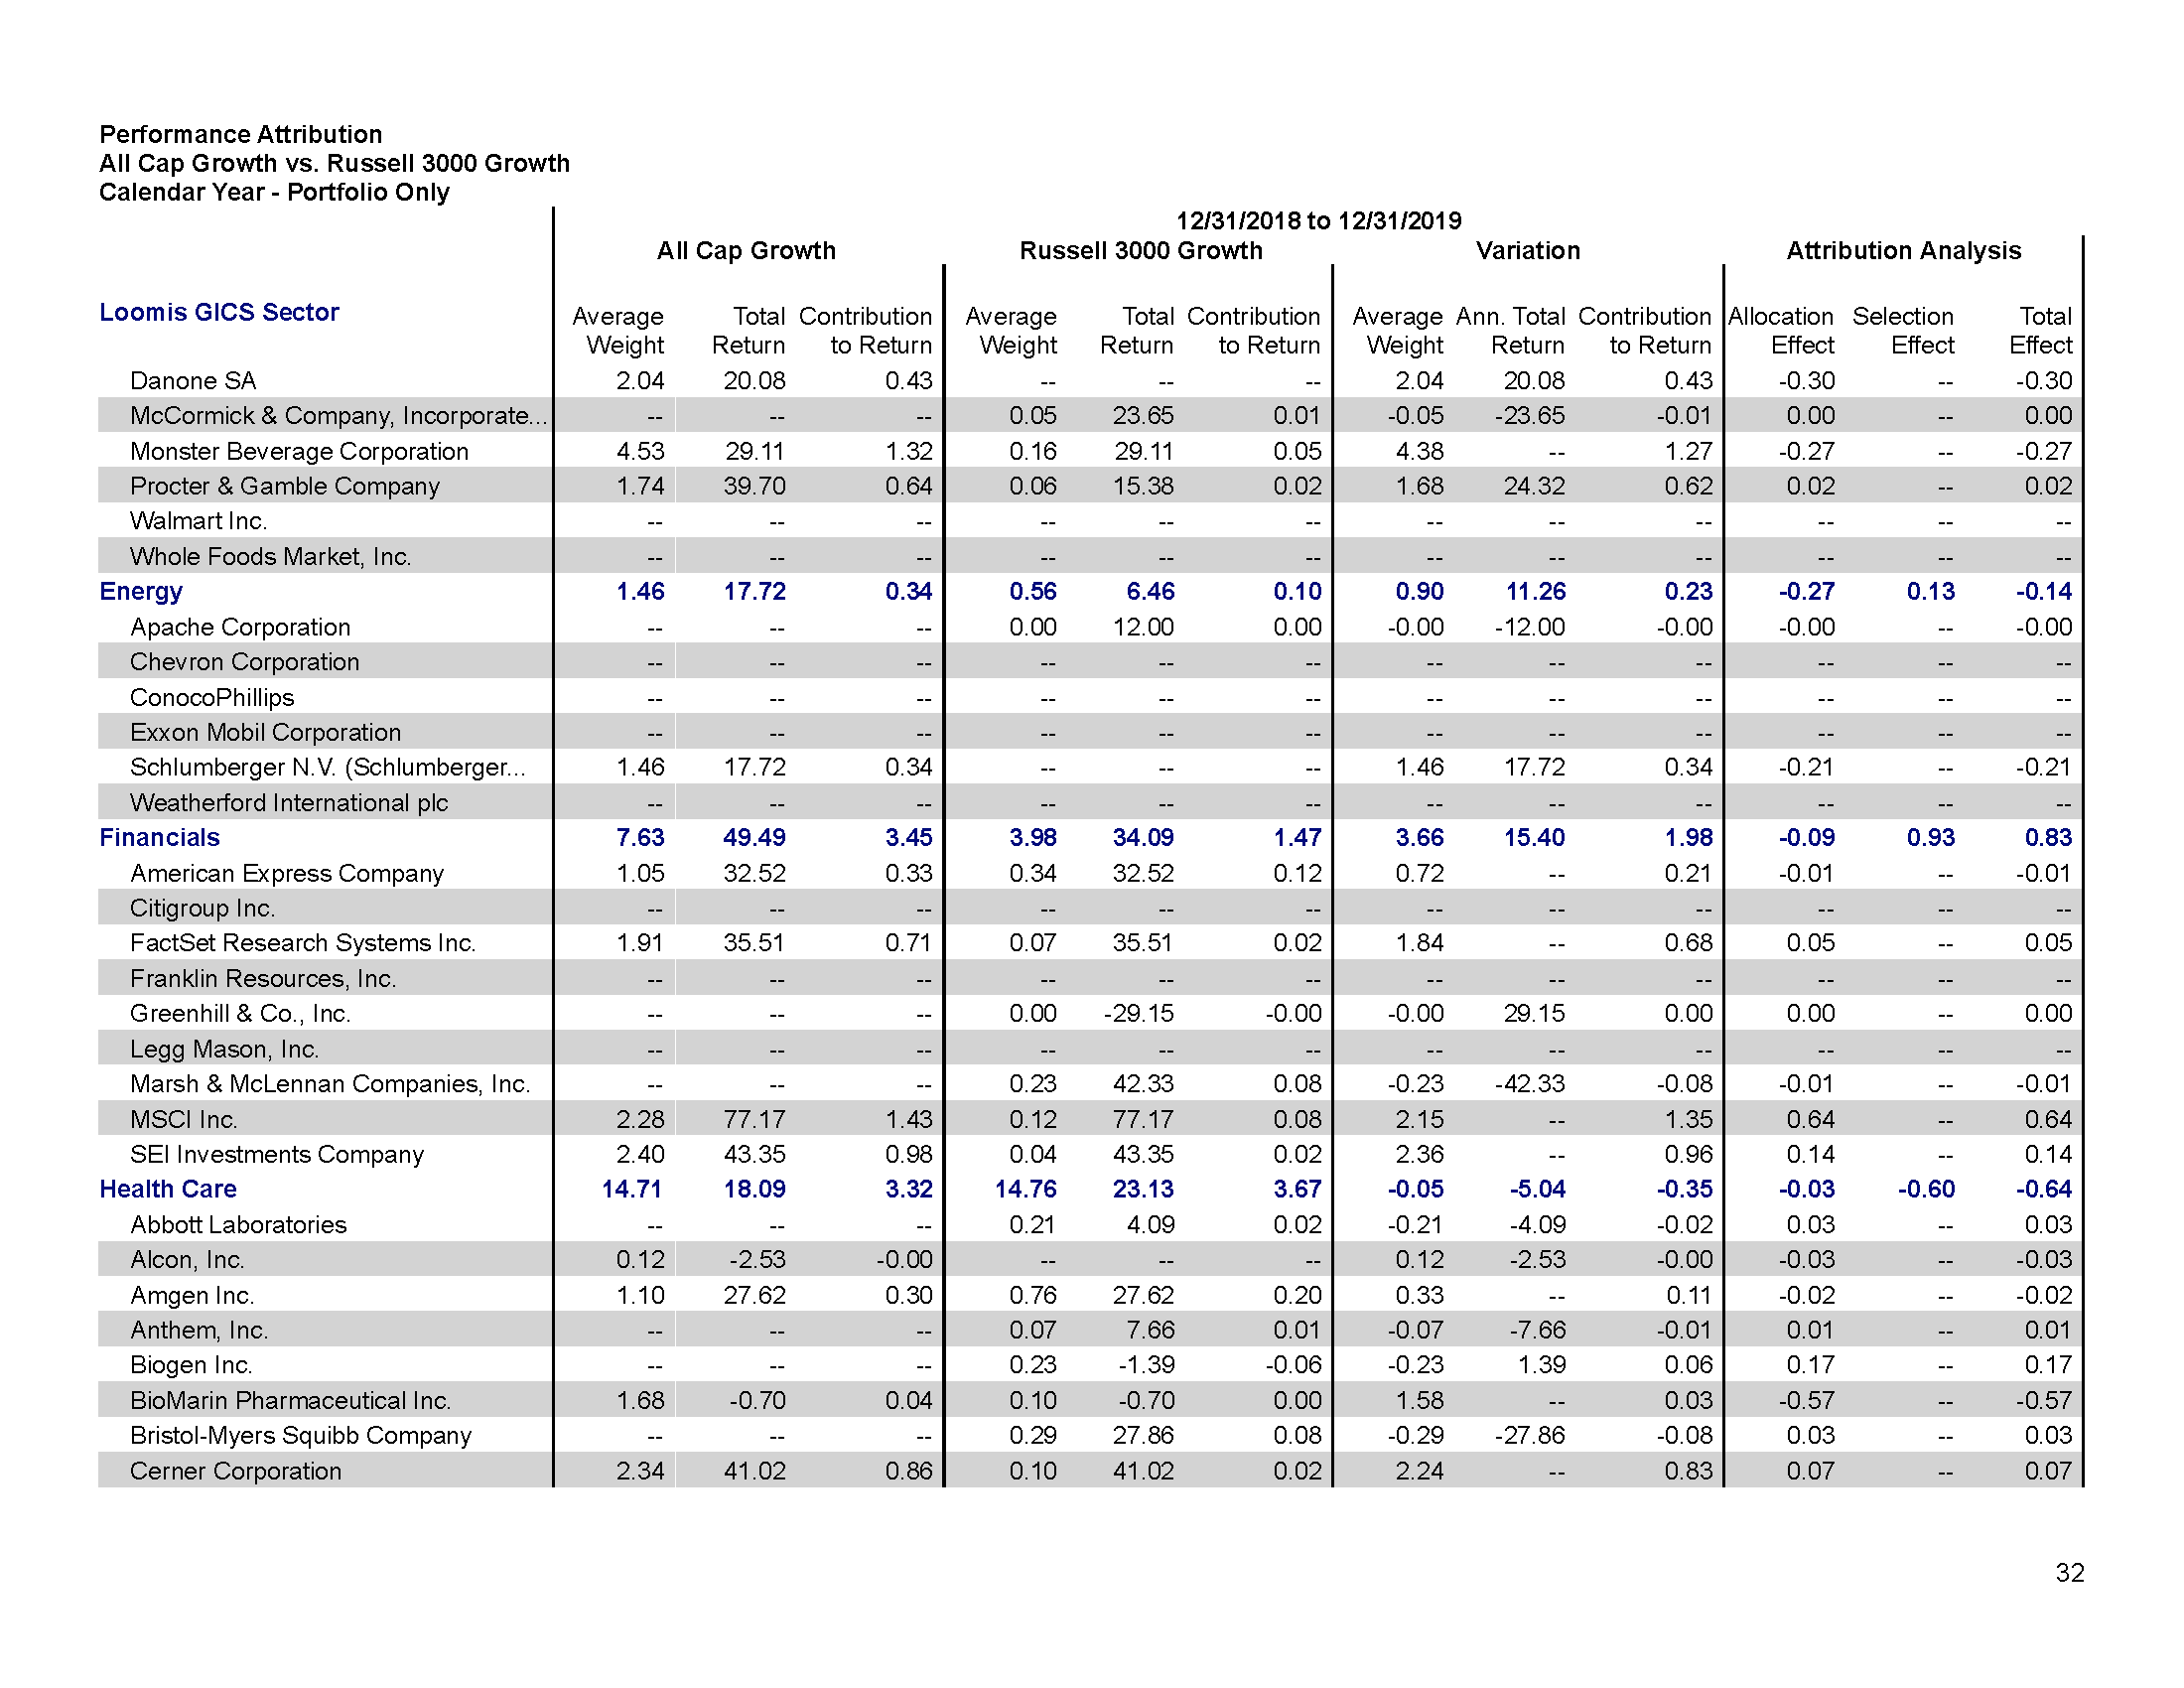 Performance Attribution
All Cap Growth vs. Russell 3000 Growth
Calendar Year - Portfolio Only
12/31/2018 to 12/31/2019
All Cap Growth Russell 3000 Growth Variation Attribution Analysis
Loomis GICS Sector Average Total Contribution Average Total Contribution Average Ann. Total Contribution Allocation Selection Total
Weight Return to Return Weight Return to Return Weight Return to Return Effect Effect Effect
Danone SA 2.04 20.08 0.43 -- -- -- 2.04 20.08 0.43 -0.30 -- -0.30
McCormick & Company, Incorporate... -- -- -- 0.05 23.65 0.01 -0.05 -23.65 -0.01 0.00 -- 0.00
Monster Beverage Corporation 4.53 29.11 1.32 0.16 29.11 0.05 4.38 -- 1.27 -0.27 -- -0.27
Procter & Gamble Company 1.74 39.70 0.64 0.06 15.38 0.02 1.68 24.32 0.62 0.02 -- 0.02
Walmart Inc. -- -- -- -- -- -- -- -- -- -- -- --
Whole Foods Market, Inc. -- -- -- -- -- -- -- -- -- -- -- --
Energy 1.46 17.72 0.34 0.56 6.46 0.10 0.90 11.26 0.23 -0.27 0.13 -0.14
Apache Corporation -- -- -- 0.00 12.00 0.00 -0.00 -12.00 -0.00 -0.00 -- -0.00
Chevron Corporation -- -- -- -- -- -- -- -- -- -- -- --
ConocoPhillips -- -- -- -- -- -- -- -- -- -- -- --
Exxon Mobil Corporation -- -- -- -- -- -- -- -- -- -- -- --
Schlumberger N.V. (Schlumberger... 1.46 17.72 0.34 -- -- -- 1.46 17.72 0.34 -0.21 -- -0.21
Weatherford International plc -- -- -- -- -- -- -- -- -- -- -- --
Financials 7.63 49.49 3.45 3.98 34.09 1.47 3.66 15.40 1.98 -0.09 0.93 0.83
American Express Company 1.05 32.52 0.33 0.34 32.52 0.12 0.72 -- 0.21 -0.01 -- -0.01
Citigroup Inc. -- -- -- -- -- -- -- -- -- -- -- --
FactSet Research Systems Inc. 1.91 35.51 0.71 0.07 35.51 0.02 1.84 -- 0.68 0.05 -- 0.05
Franklin Resources, Inc. -- -- -- -- -- -- -- -- -- -- -- --
Greenhill & Co., Inc. -- -- -- 0.00 -29.15 -0.00 -0.00 29.15 0.00 0.00 -- 0.00
Legg Mason, Inc. -- -- -- -- -- -- -- -- -- -- -- --
Marsh & McLennan Companies, Inc. -- -- -- 0.23 42.33 0.08 -0.23 -42.33 -0.08 -0.01 -- -0.01
MSCI Inc. 2.28 77.17 1.43 0.12 77.17 0.08 2.15 -- 1.35 0.64 -- 0.64
SEI Investments Company 2.40 43.35 0.98 0.04 43.35 0.02 2.36 -- 0.96 0.14 -- 0.14
Health Care 14.71 18.09 3.32 14.76 23.13 3.67 -0.05 -5.04 -0.35 -0.03 -0.60 -0.64
Abbott Laboratories -- -- -- 0.21 4.09 0.02 -0.21 -4.09 -0.02 0.03 -- 0.03
Alcon, Inc. 0.12 -2.53 -0.00 -- -- -- 0.12 -2.53 -0.00 -0.03 -- -0.03
Amgen Inc. 1.10 27.62 0.30 0.76 27.62 0.20 0.33 -- 0.11 -0.02 -- -0.02
Anthem, Inc. -- -- -- 0.07 7.66 0.01 -0.07 -7.66 -0.01 0.01 -- 0.01
Biogen Inc. -- -- -- 0.23 -1.39 -0.06 -0.23 1.39 0.06 0.17 -- 0.17
BioMarin Pharmaceutical Inc. 1.68 -0.70 0.04 0.10 -0.70 0.00 1.58 -- 0.03 -0.57 -- -0.57
Bristol-Myers Squibb Company -- -- -- 0.29 27.86 0.08 -0.29 -27.86 -0.08 0.03 -- 0.03
Cerner Corporation 2.34 41.02 0.86 0.10 41.02 0.02 2.24 -- 0.83 0.07 -- 0.07
32